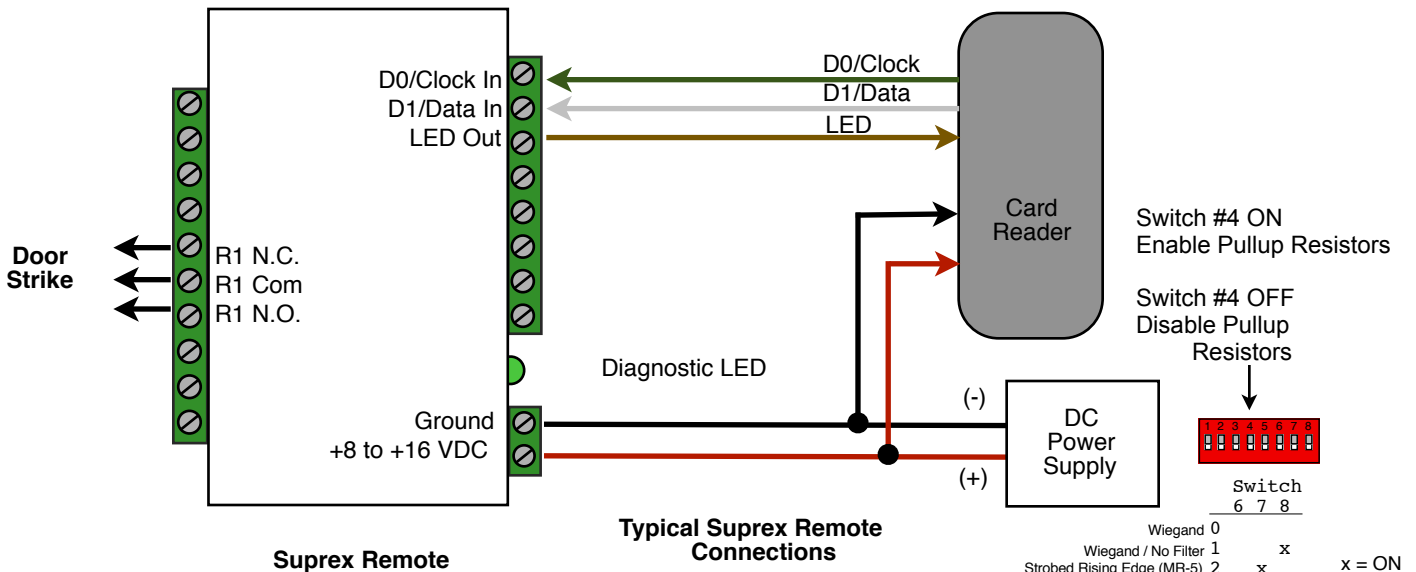 D0/Clock In
D1/Data In
LED Out
D0/Clock
D1/Data
LED
Card
Reader
Switch #4 ON
Enable Pullup Resistors
Switch #4 OFF
Disable Pullup
Resistors
Door
Strike
R1 N.C.
R1 Com
R1 N.O.
Diagnostic LED
Ground
+8 to +16 VDC
(-)
(+)
DC
Power
Supply
1 2 3 4 5 6 7 8
Switch
6 7 8
Wiegand 0
Wiegand / No Filter 1 x
Strobed Rising Edge (MR-5) 2 x
x = ON
Suprex Remote
Typical Suprex Remote
Connections